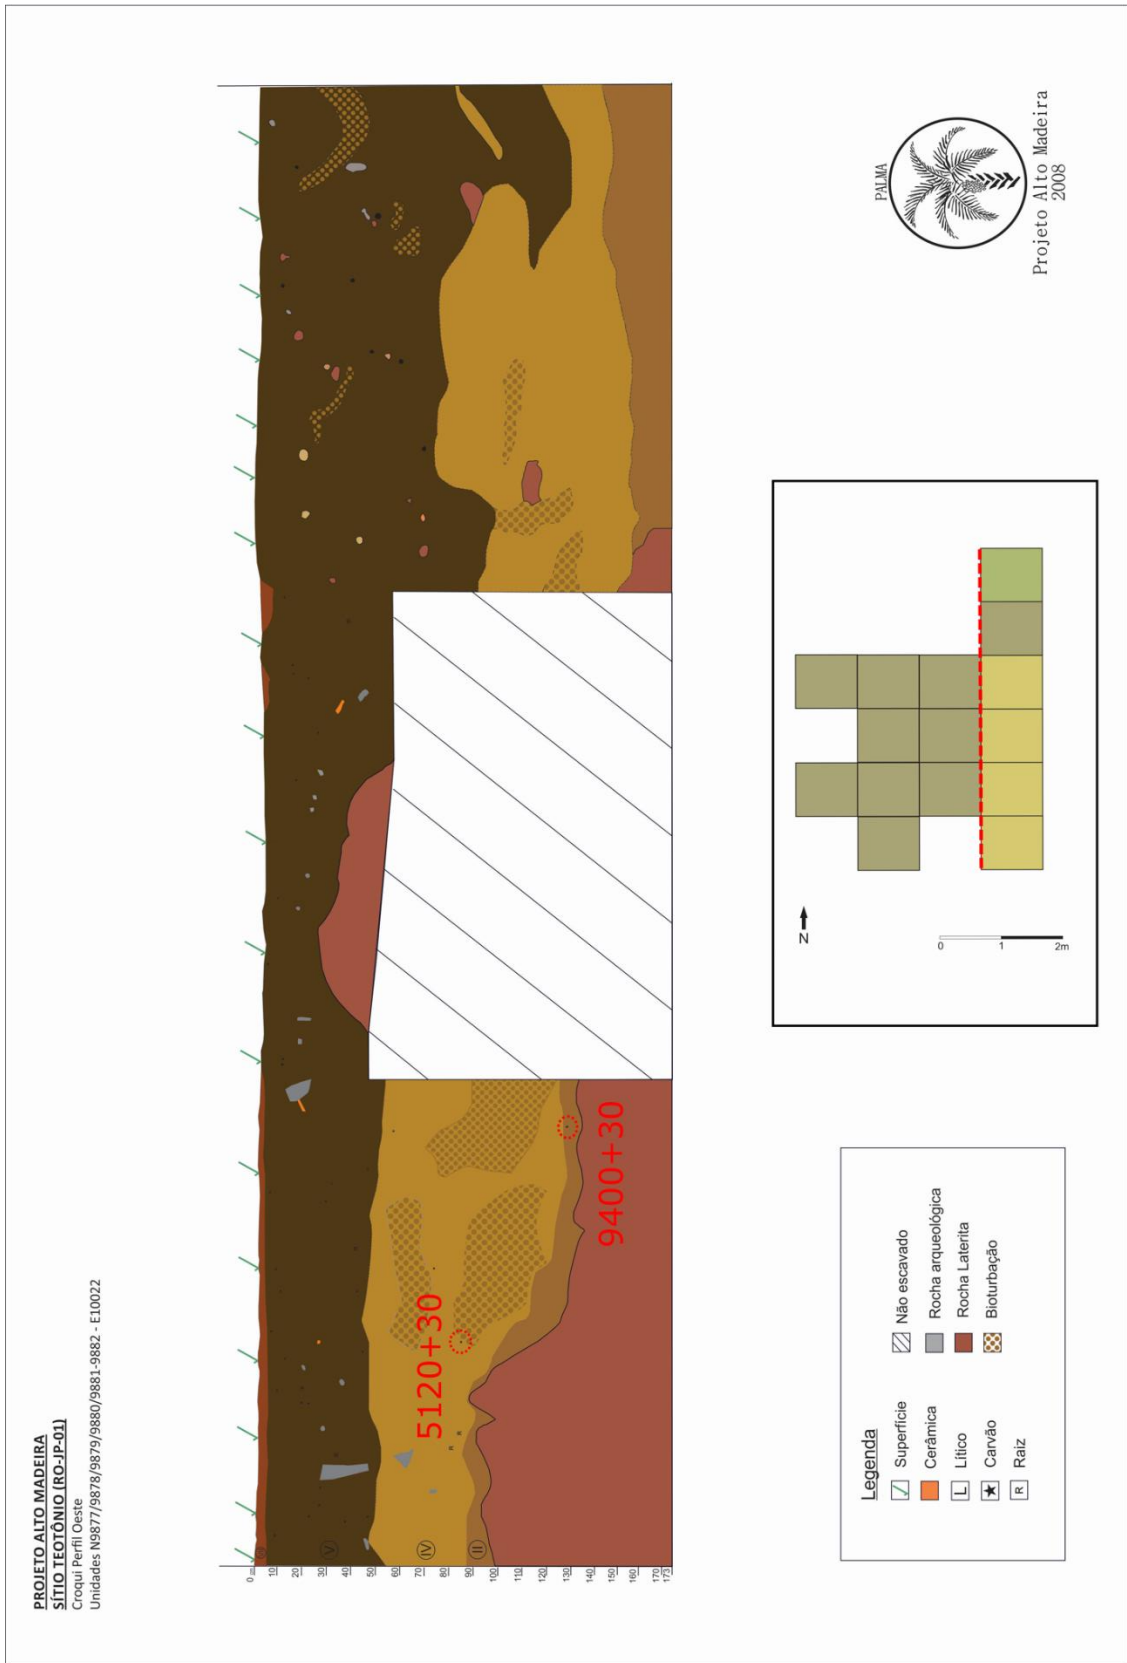 PROJETO ALTO MADEIRA
SÍTIO TEOTÔNIO (RO-JP-01)
Croqui Perfil Oeste
Unidades N9877/9878/9879/9880/9881-9882 - E10022
0
10
20
30
40
50
60
70
80
90
100
110
120
130
140
150
160
170
173
V
IV
II
5120+30
9400+30
Legenda
Superfície
Cerâmica
L Lítico
Carvão
R Raiz
Não escavado
Rocha arqueológica
Rocha Laterita
Bioturbação
N
0 1 2m
PALMA
Projeto Alto Madeira
2008